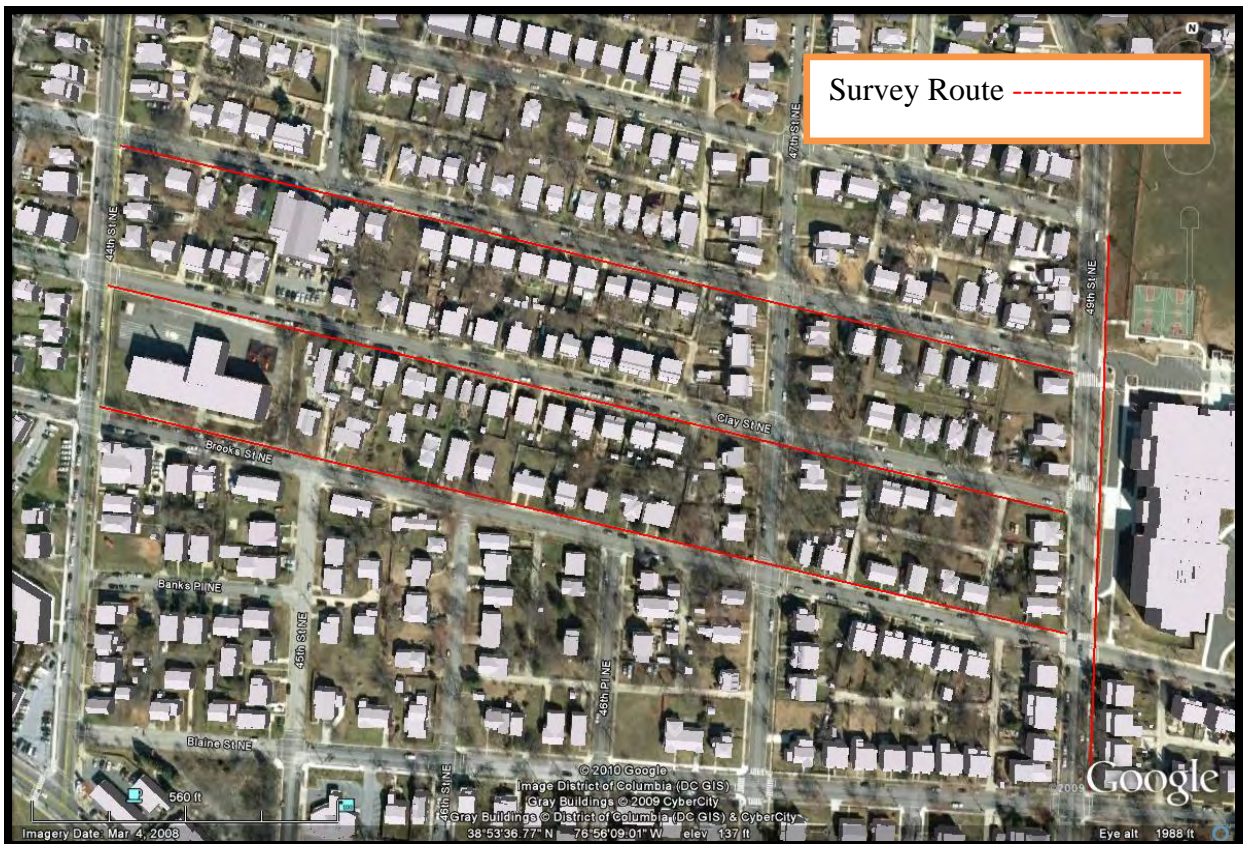 N
Survey Route -----------------
47th St NE
44th St NE
49th St NE
Clay St NE
Brooks St NE
Banks Pl NE
45th St NE
46th Pl NE
Blaine St NE
46th St NE
© 2010 Google
Image District of Columbia (DC GIS)
Gray Buildings © 2009 CyberCity
Gray Buildings © District of Columbia (DC GIS) & CyberCity
©2009 Google
560 ft
Imagery Date: Mar 4, 2008
38°53'36.77" N 76°56'09.01" W elev 137 ft
Eye alt 1988 ft